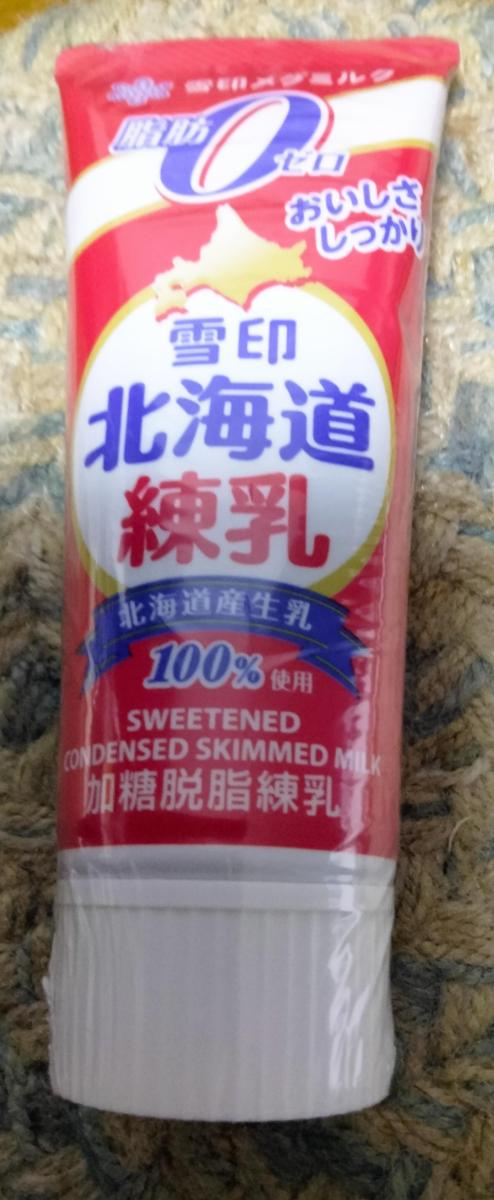 雪印メグミルク
脂肪0ゼロ
おいしさ
しっかり
雪印
北海道
練乳
北海道産生乳
100%使用
SWEETENED
CONDENSED SKIMMED MILK
加糖脱脂練乳